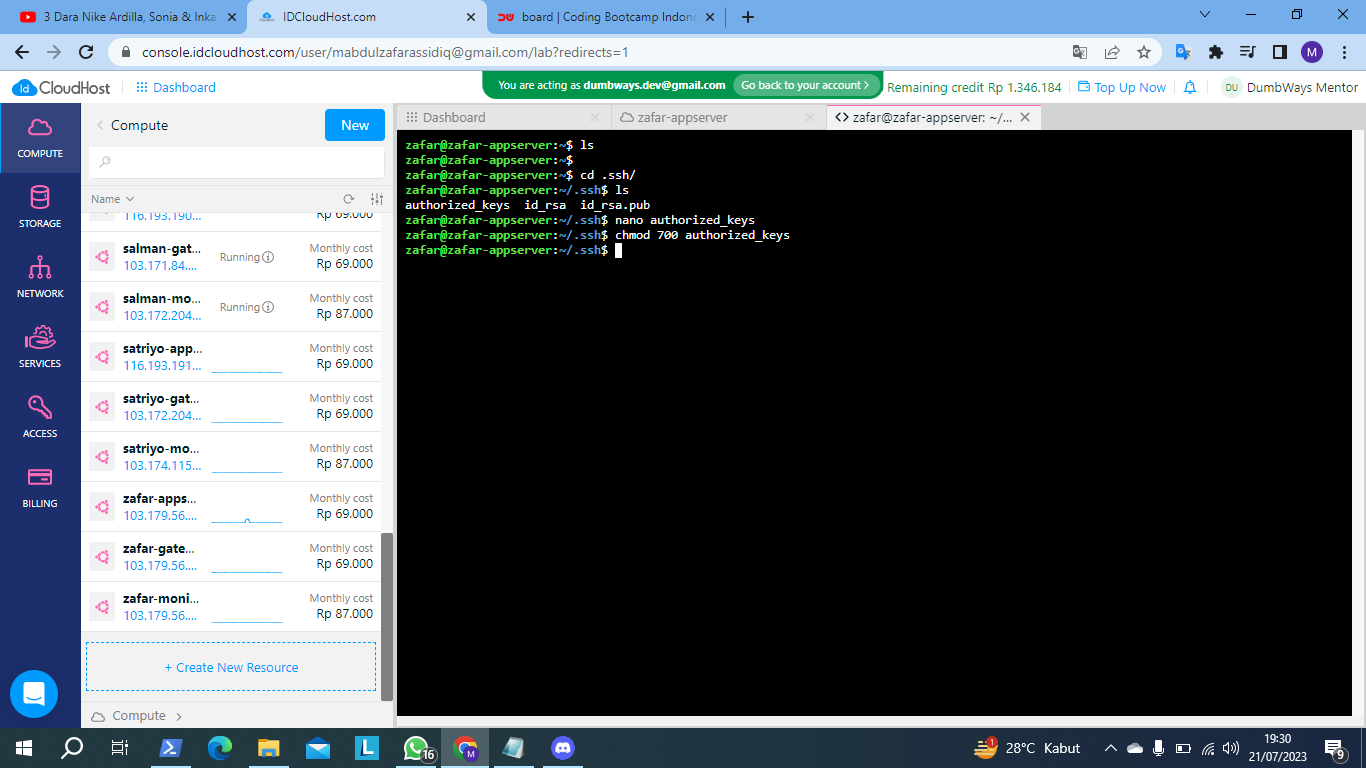 3 Dara Nike Ardilla, Sonia & Inka
IDCloudHost.com
DU board | Coding Bootcamp Indone
console.idcloudhost.com/user/mabdulzafarassidiq@gmail.com/lab?redirects=1
M
Id CloudHost
Dashboard
You are acting as dumbways.dev@gmail.com
Go back to your account >
Remaining credit Rp 1.346.184
Top Up Now
DU DumbWays Mentor
COMPUTE
STORAGE
NETWORK
SERVICES
ACCESS
BILLING
Compute
New
Name
116.193.190...
Rp 69.000
salman-gat...
103.171.84....
Running
Monthly cost
Rp 69.000
salman-mo...
103.172.204...
Running
Monthly cost
Rp 87.000
satriyo-app...
116.193.191...
Monthly cost
Rp 69.000
satriyo-gat...
103.172.204...
Monthly cost
Rp 69.000
satriyo-mo...
103.174.115...
Monthly cost
Rp 87.000
zafar-apps...
103.179.56....
Monthly cost
Rp 69.000
zafar-gate...
103.179.56....
Monthly cost
Rp 69.000
zafar-moni...
103.179.56....
Monthly cost
Rp 87.000
+ Create New Resource
Compute >
Dashboard
zafar-appserver
zafar@zafar-appserver: ~/...
zafar@zafar-appserver:~$ ls
zafar@zafar-appserver:~$
zafar@zafar-appserver:~$ cd .ssh/
zafar@zafar-appserver:~/.ssh$ ls
authorized_keys  id_rsa  id_rsa.pub
zafar@zafar-appserver:~/.ssh$ nano authorized_keys
zafar@zafar-appserver:~/.ssh$ chmod 700 authorized_keys
zafar@zafar-appserver:~/.ssh$
L
16
M
1
28°C Kabut
19:30
21/07/2023
9